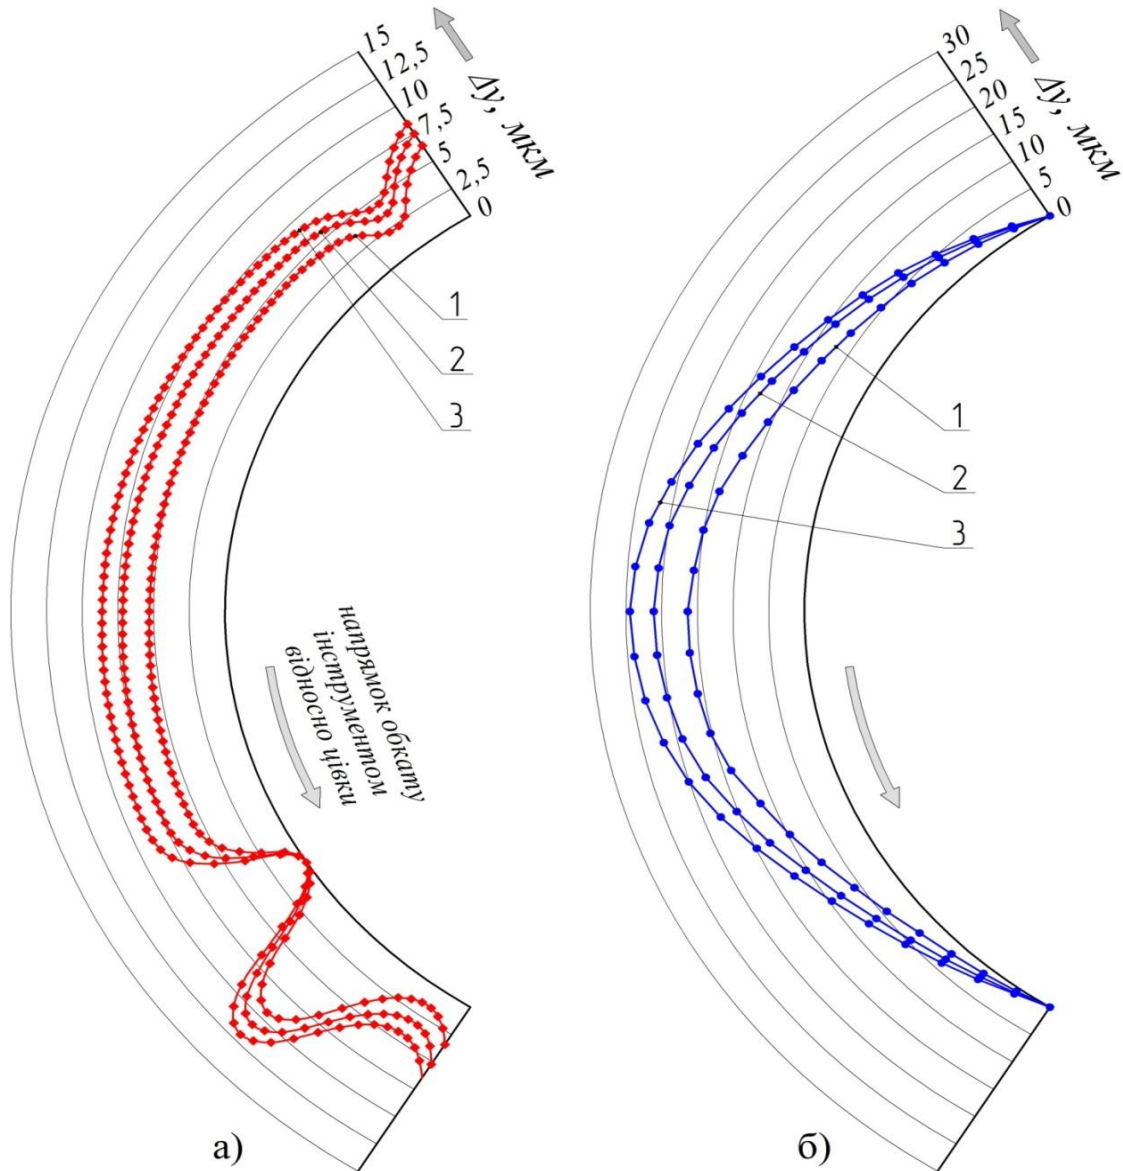 15
12,5
10
7,5
5
2,5
0
Δy, мкм
1
2
3
напрямок обкату
інструментом
відносно цівки
а)
30
25
20
15
10
5
0
Δy, мкм
1
2
3
б)